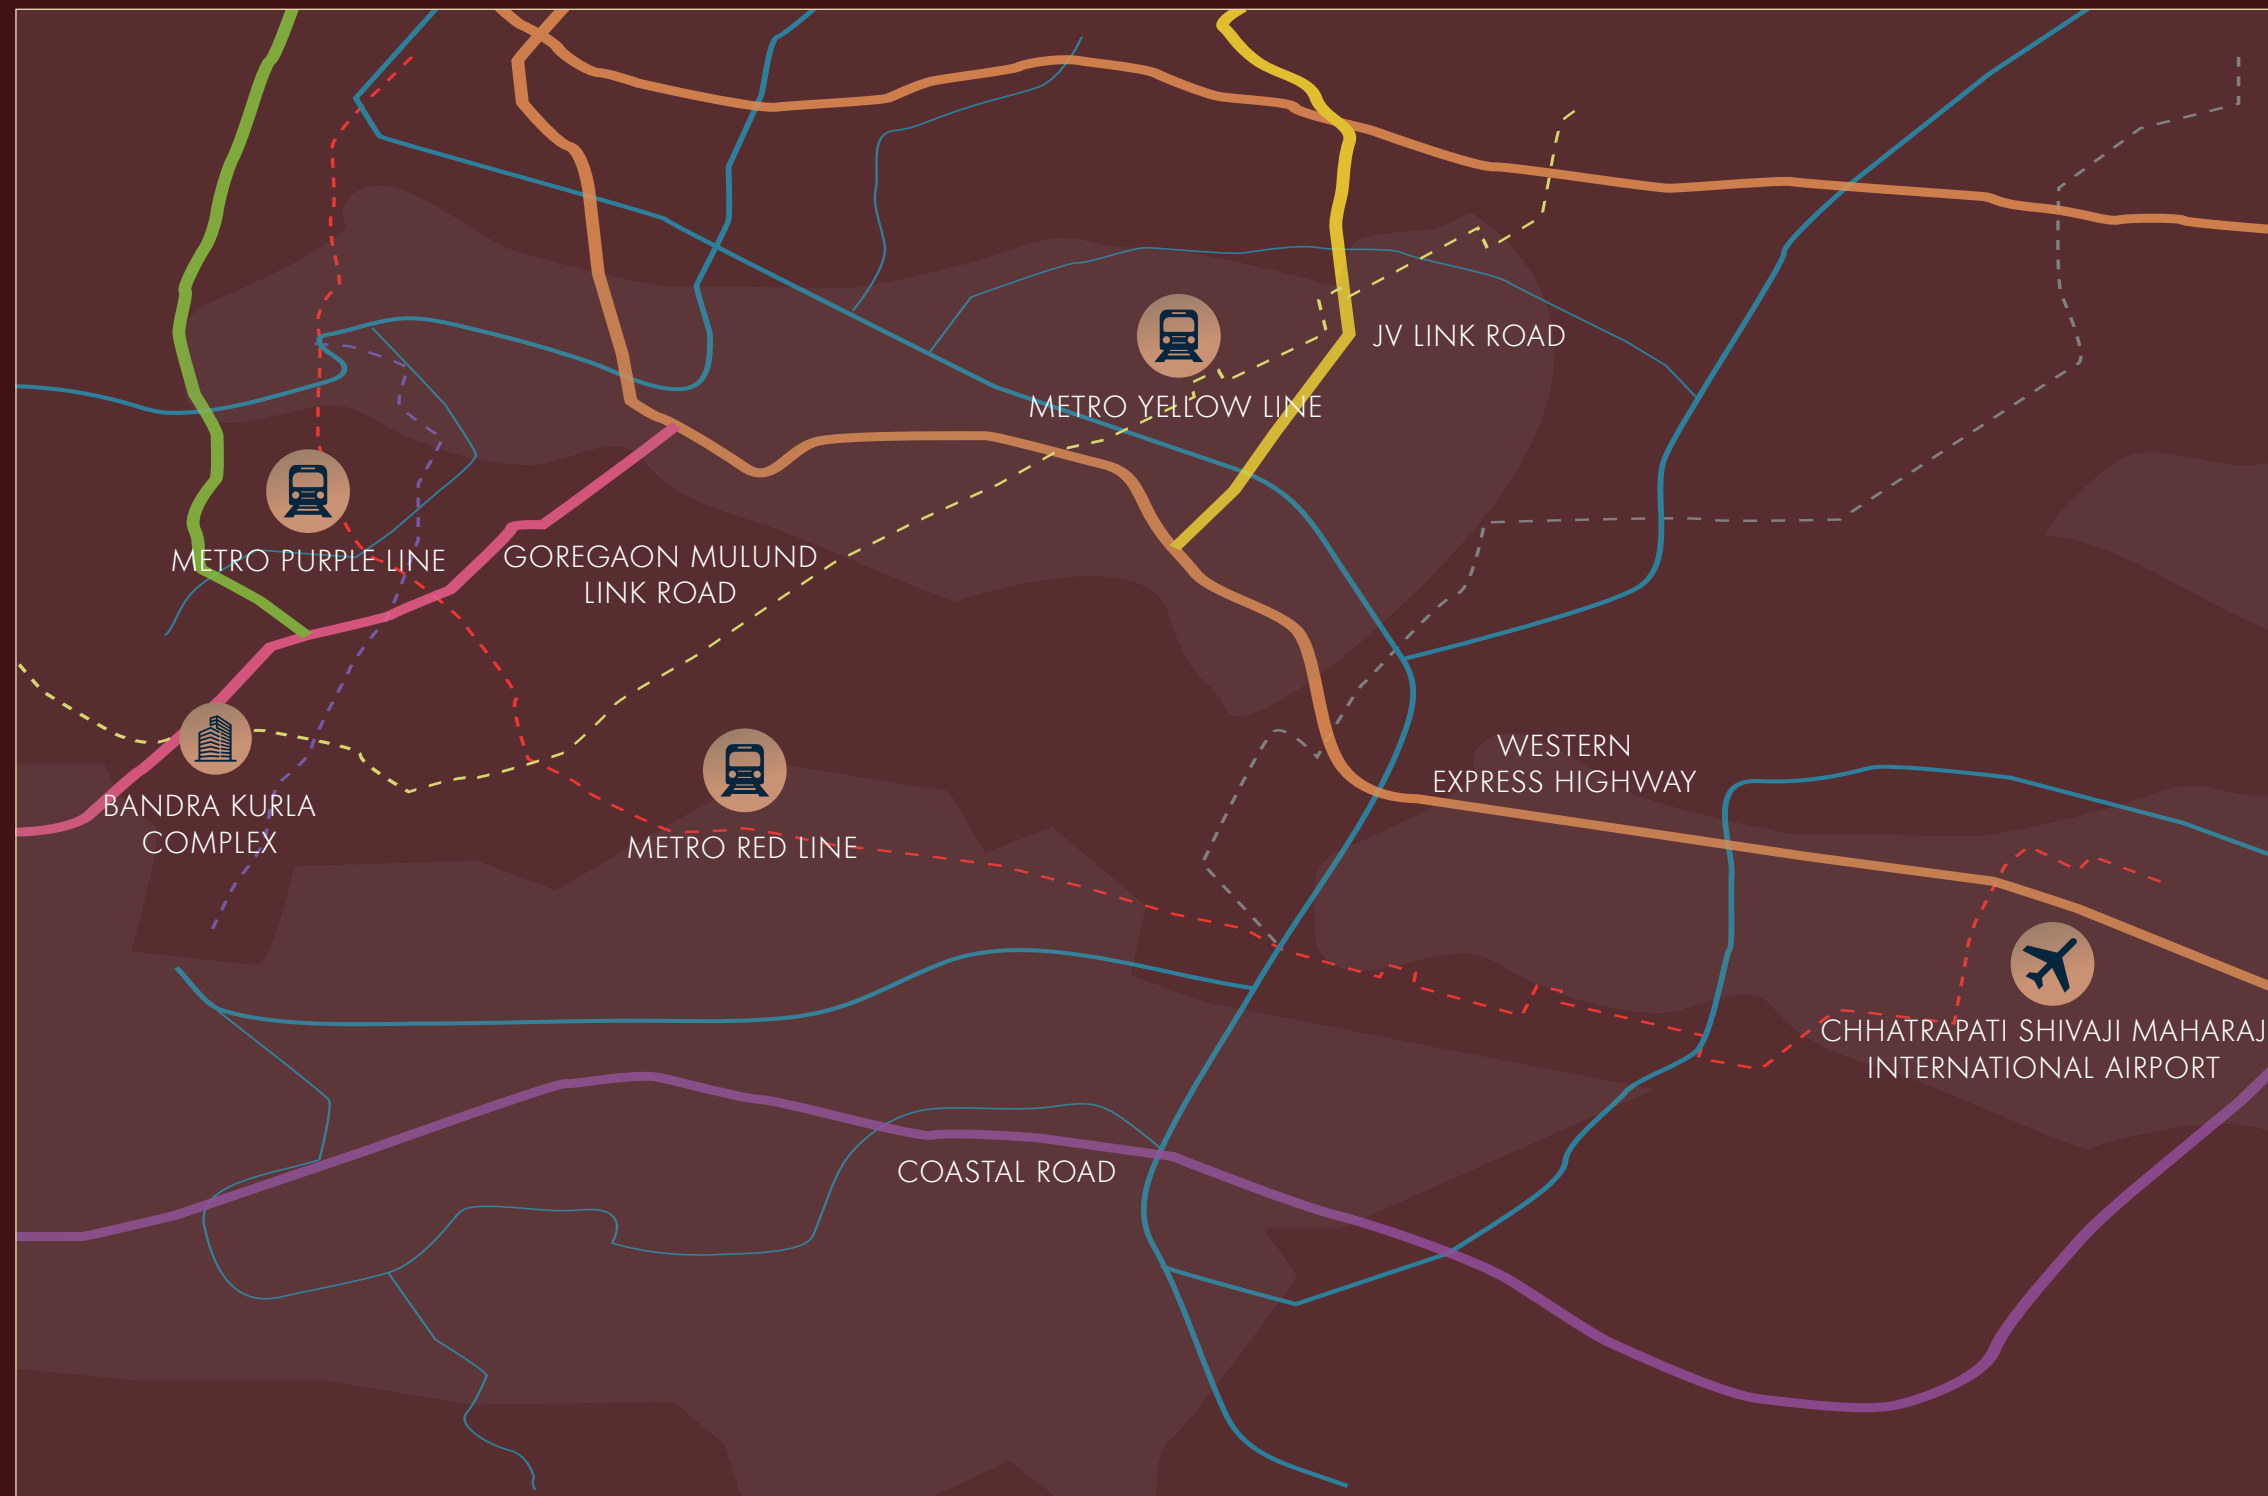 JV LINK ROAD
METRO YELLOW LINE
METRO PURPLE LINE
GOREGAON MULUND
LINK ROAD
WESTERN
EXPRESS HIGHWAY
BANDRA KURLA
COMPLEX
METRO RED LINE
CHHATRAPATI SHIVAJI MAHARAJ
INTERNATIONAL AIRPORT
COASTAL ROAD